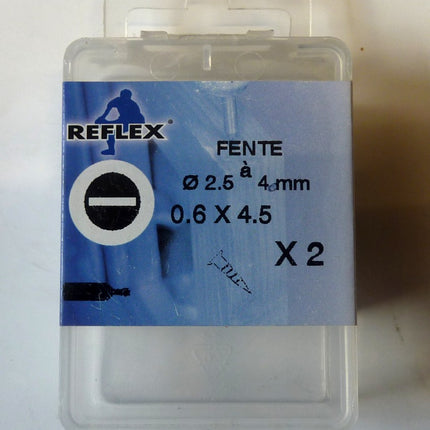 REFLEX®
FENTE
à
Ø 2.5 4 mm
0.6 X 4.5
X 2